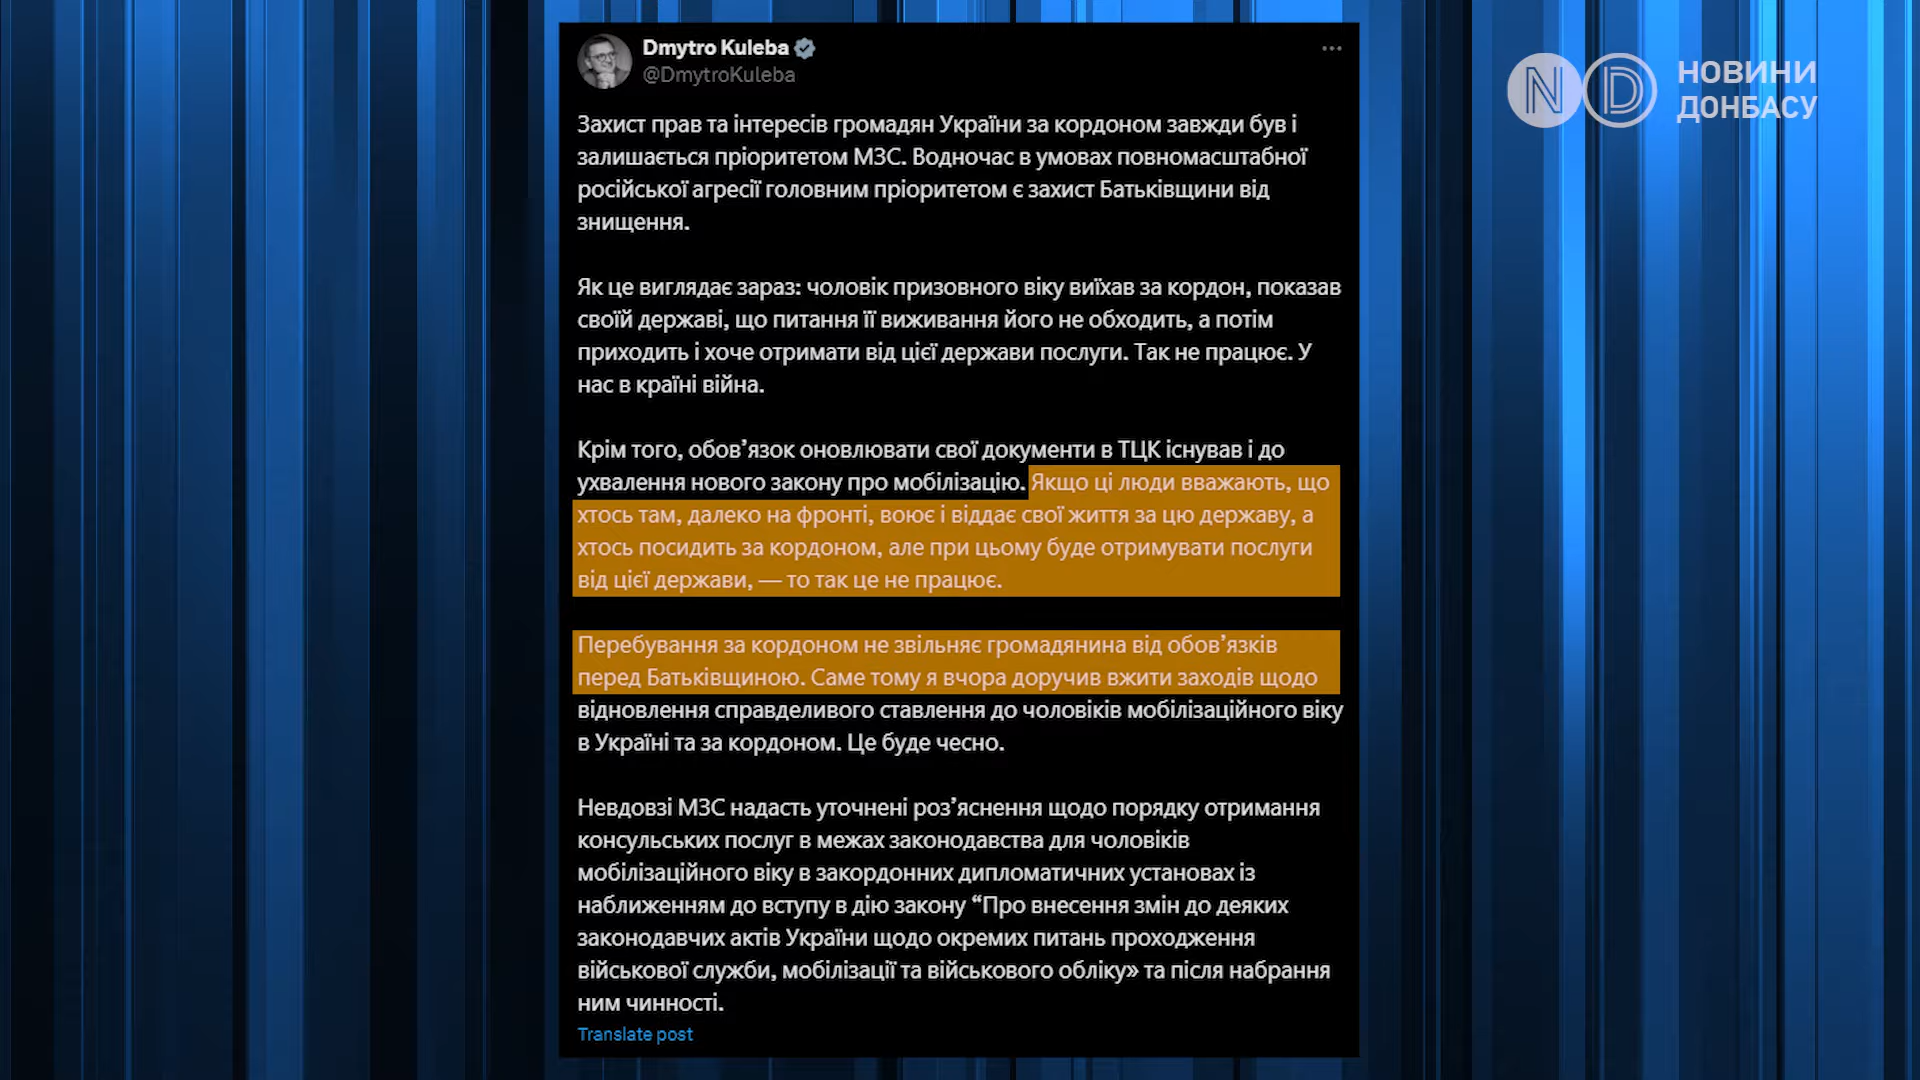 Dmytro Kuleba
@DmytroKuleba
ND НОВИНИ
ДОНБАСУ
Захист прав та інтересів громадян України за кордоном завжди був і
залишається пріоритетом МЗС. Водночас в умовах повномасштабної
російської агресії головним пріоритетом є захист Батьківщини від
знищення.
Як це виглядає зараз: чоловік призовного віку виїхав за кордон, показав
своїй державі, що питання її виживання його не обходить, а потім
приходить і хоче отримати від цієї держави послуги. Так не працює. У
нас в країні війна.
Крім того, обов’язок оновлювати свої документи в ТЦК існував і до
ухвалення нового закону про мобілізацію. Якщо ці люди вважають, що
хтось там, далеко на фронті, воює і віддає свої життя за цю державу, а
хтось посидить за кордоном, але при цьому буде отримувати послуги
від цієї держави, — то так це не працює.
Перебування за кордоном не звільняє громадянина від обов’язків
перед Батьківщиною. Саме тому я вчора доручив вжити заходів щодо
відновлення справделивого ставлення до чоловіків мобілізаційного віку
в Україні та за кордоном. Це буде чесно.
Невдовзі МЗС надасть уточнені роз’яснення щодо порядку отримання
консульських послуг в межах законодавства для чоловіків
мобілізаційного віку в закордонних дипломатичних установах із
наближенням до вступу в дію закону “Про внесення змін до деяких
законодавчих актів України щодо окремих питань проходження
військової служби, мобілізації та військового обліку» та після набрання
ним чинності.
Translate post